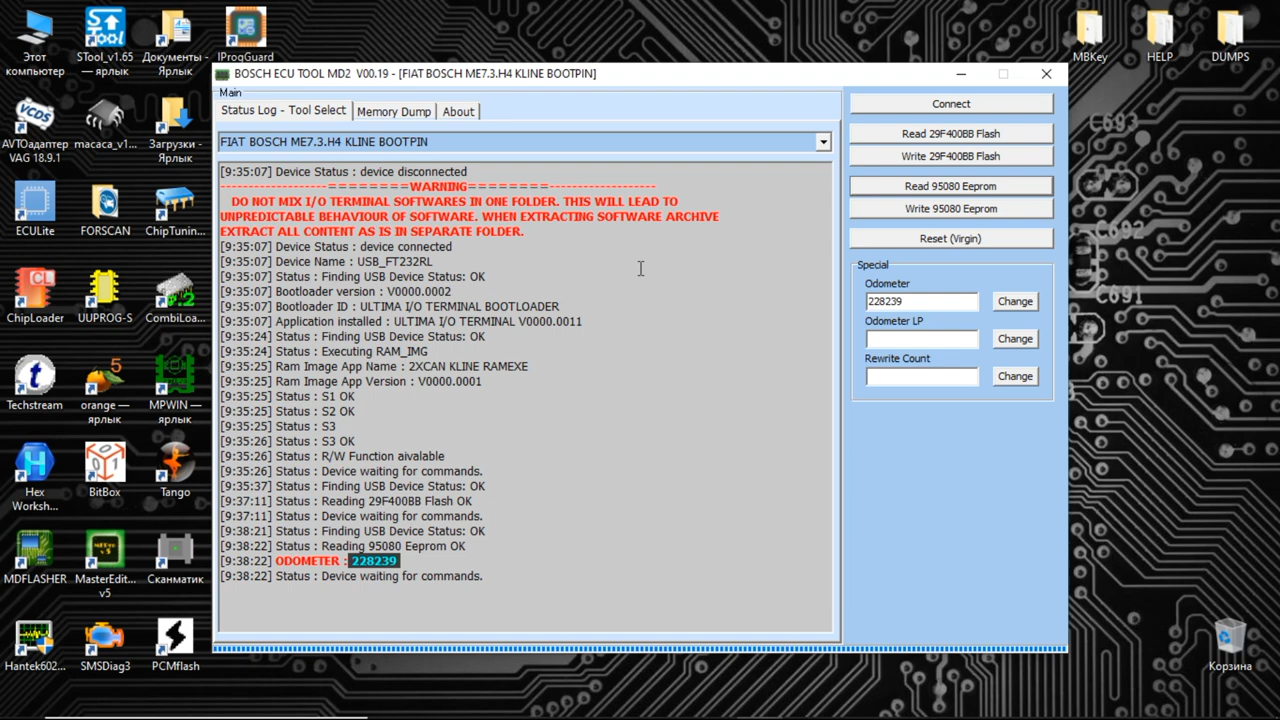 Этот
компьютер
STool_v1.65
— ярлык
Документы -
Ярлык
IProgGuard
MBKey
HELP
DUMPS
AVTOадаптер
VAG 18.9.1
macaca_v1...
Загрузки -
Ярлык
ECULite
FORSCAN
ChipTunin...
ChipLoader
UUPROG-S
CombiLoa...
Techstream
orange —
ярлык
MPWIN —
ярлык
Hex
Worksh...
BitBox
Tango
MDFLASHER
MasterEdit...
v5
Сканматик
Hantek602...
SMSDiag3
PCMflash
Корзина
BOSCH ECU TOOL MD2 V00.19 - [FIAT BOSCH ME7.3.H4 KLINE BOOTPIN]
Main
Status Log - Tool Select
Memory Dump
About
FIAT BOSCH ME7.3.H4 KLINE BOOTPIN
[9:35:07] Device Status : device disconnected
-------------------========WARNING========------------------
DO NOT MIX I/O TERMINAL SOFTWARES IN ONE FOLDER. THIS WILL LEAD TO
UNPREDICTABLE BEHAVIOUR OF SOFTWARE. WHEN EXTRACTING SOFTWARE ARCHIVE
EXTRACT ALL CONTENT AS IS IN SEPARATE FOLDER.
[9:35:07] Device Status : device connected
[9:35:07] Device Name : USB_FT232RL
[9:35:07] Status : Finding USB Device Status: OK
[9:35:07] Bootloader version : V0000.0002
[9:35:07] Bootloader ID : ULTIMA I/O TERMINAL BOOTLOADER
[9:35:07] Application installed : ULTIMA I/O TERMINAL V0000.0011
[9:35:24] Status : Finding USB Device Status: OK
[9:35:24] Status : Executing RAM_IMG
[9:35:25] Ram Image App Name : 2XCAN KLINE RAMEXE
[9:35:25] Ram Image App Version : V0000.0001
[9:35:25] Status : S1 OK
[9:35:25] Status : S2 OK
[9:35:25] Status : S3
[9:35:26] Status : S3 OK
[9:35:26] Status : R/W Function aivalable
[9:35:26] Status : Device waiting for commands.
[9:35:37] Status : Finding USB Device Status: OK
[9:37:11] Status : Reading 29F400BB Flash OK
[9:37:11] Status : Device waiting for commands.
[9:38:21] Status : Finding USB Device Status: OK
[9:38:22] Status : Reading 95080 Eeprom OK
[9:38:22] ODOMETER : 228239
[9:38:22] Status : Device waiting for commands.
Connect
Read 29F400BB Flash
Write 29F400BB Flash
Read 95080 Eeprom
Write 95080 Eeprom
Reset (Virgin)
Special
Odometer
228239
Change
Odometer LP
Change
Rewrite Count
Change
C693
C692
C691